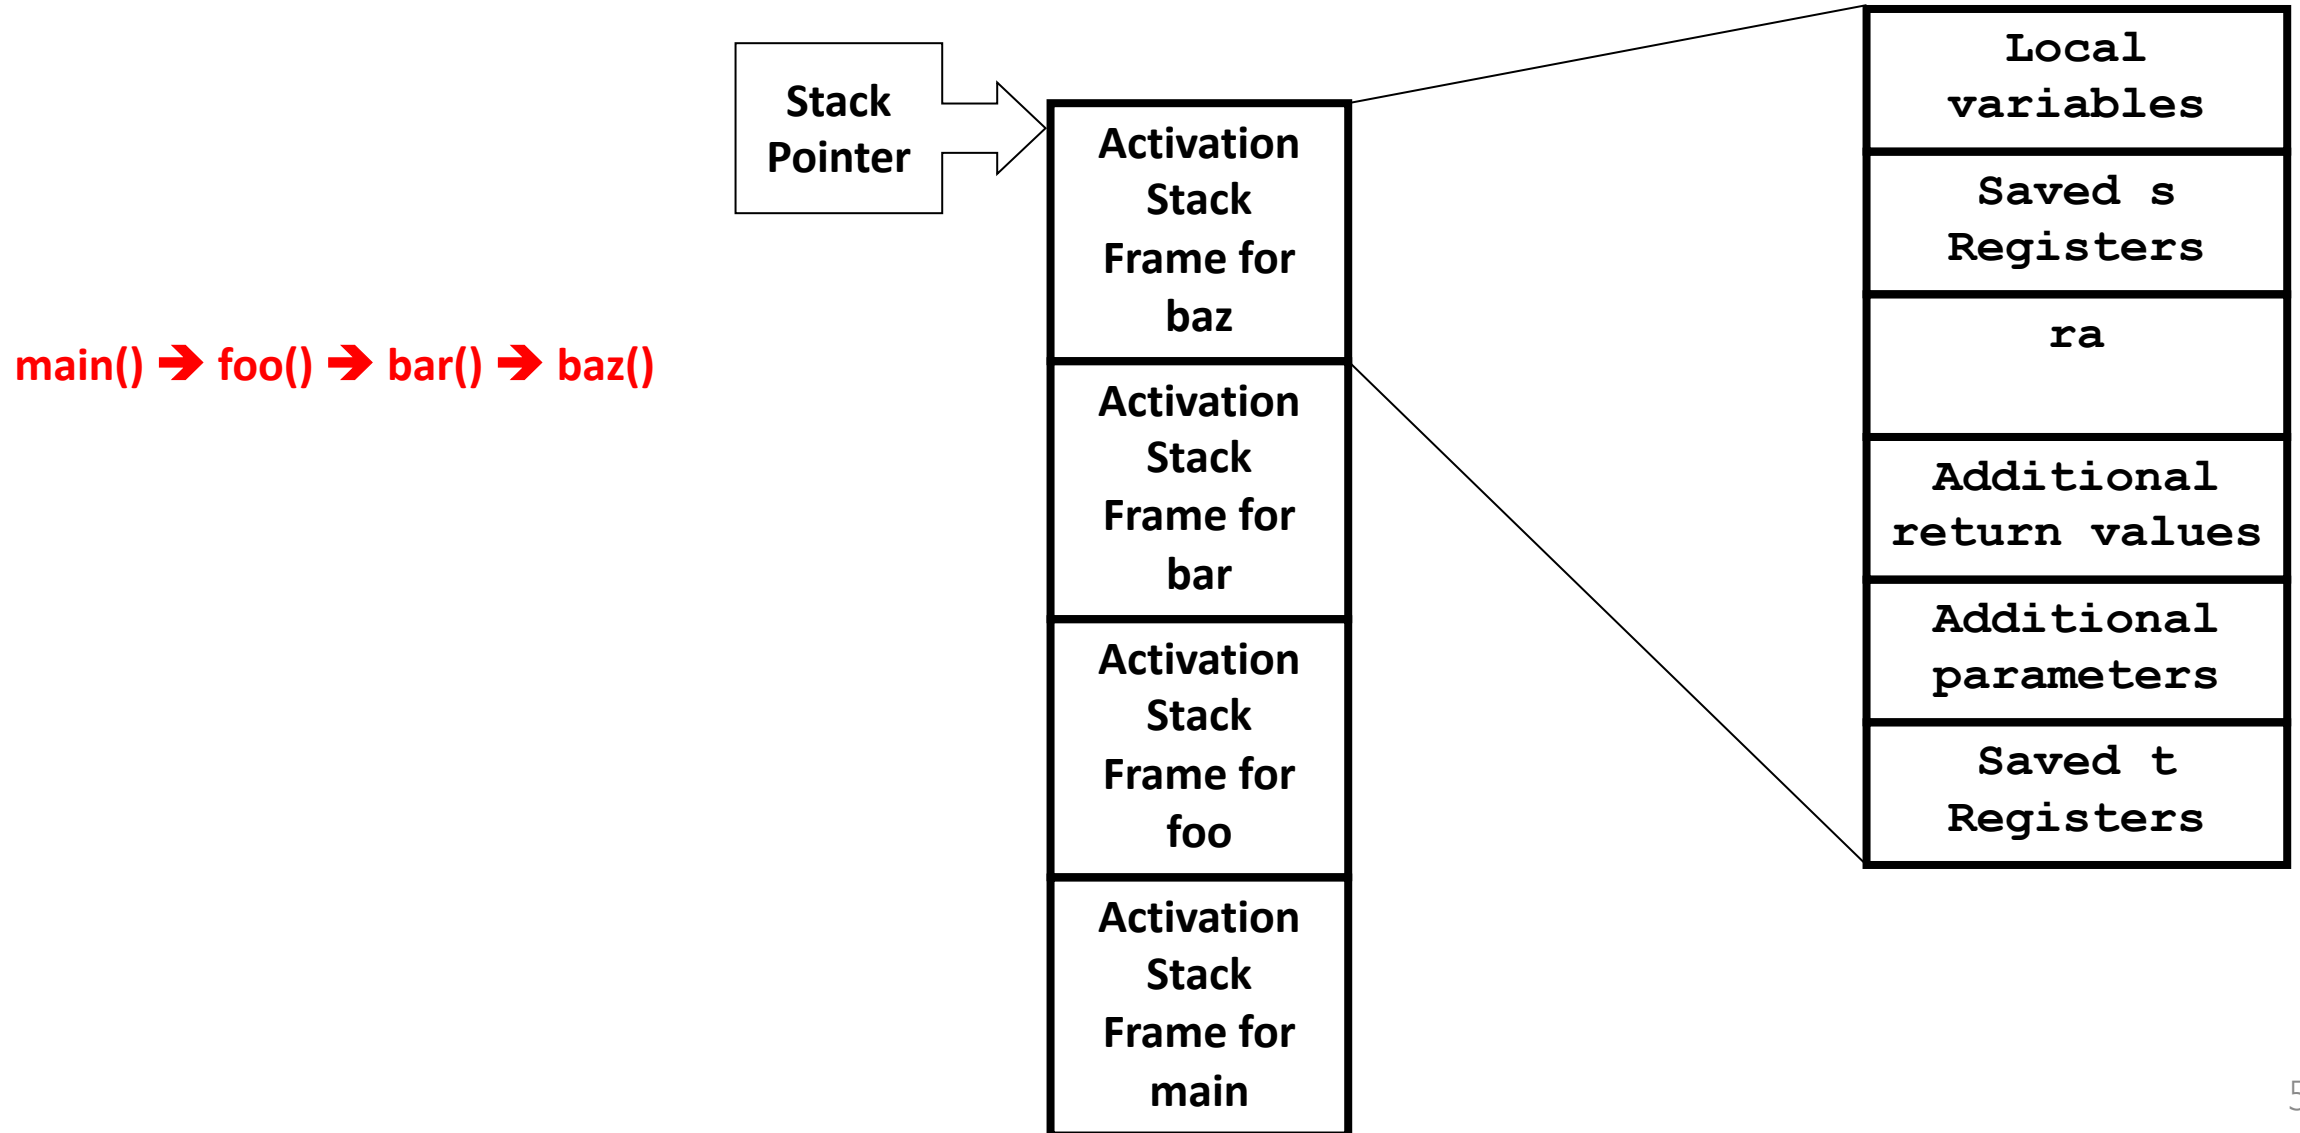 Stack
Pointer
main() ➔ foo() ➔ bar() ➔ baz()
Activation
Stack
Frame for
baz
Activation
Stack
Frame for
bar
Activation
Stack
Frame for
foo
Activation
Stack
Frame for
main
Local
variables
Saved s
Registers
ra
Additional
return values
Additional
parameters
Saved t
Registers
5